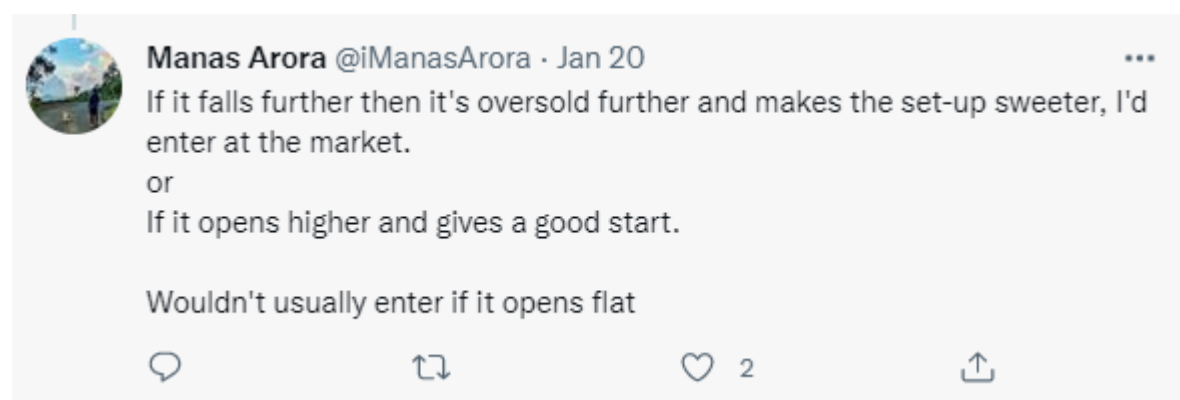 Manas Arora @iManasArora · Jan 20
If it falls further then it's oversold further and makes the set-up sweeter, I'd
enter at the market.
or
If it opens higher and gives a good start.
Wouldn't usually enter if it opens flat
2